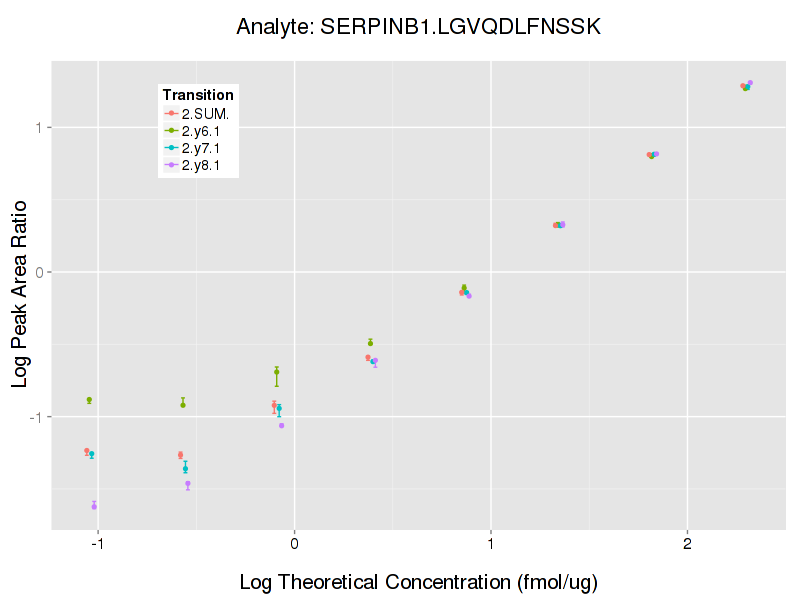 Analyte: SERPINB1.LGVQDLFNSSK
Transition
2.SUM.
2.y6.1
2.y7.1
2.y8.1
Log Peak Area Ratio
1
0
-1
-1
0
1
2
Log Theoretical Concentration (fmol/ug)